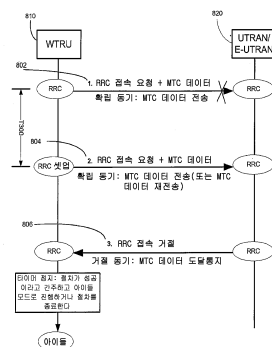 810
WTRU
820
UTRAN/
E-UTRAN
802
1. RRC 접속 요청 + MTC 데이터
RRC
RRC
확립 동기: MTC 데이터 전송
T300
804
2. RRC 접속 요청 + MTC 데이터
RRC 셋업
RRC
확립 동기: MTC 데이터 전송(또는 MTC
데이터 재전송)
806
3. RRC 접속 거절
RRC
RRC
거절 동기: MTC 데이터 도달통지
타이머 정지: 절차가 성공
이라고 간주하고 아이들
모드로 진행하거나 절차를
종료한다
아이들